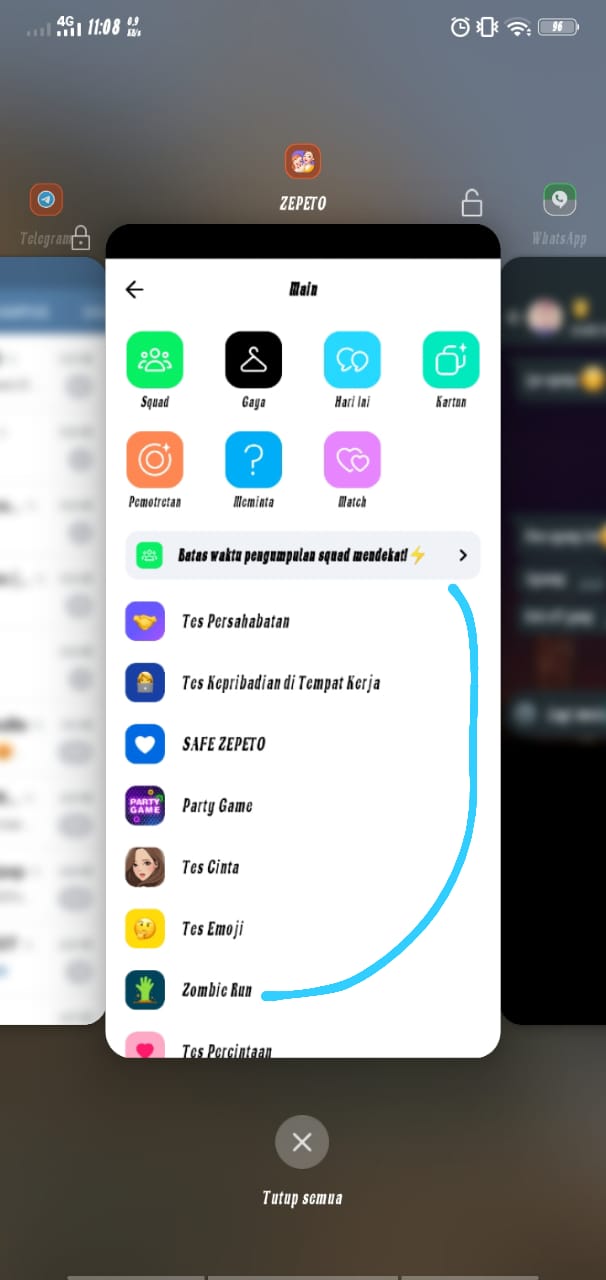 4G 11:08 0.9 KB/s 96
ZEPETO
Telegram
WhatsApp
Main
Squad Gaya Hari Ini Kartun
Pemotretan Meminta Match
Batas waktu pengumpulan squad mendekat!⚡
Tes Persahabatan
Tes Kepribadian di Tempat Kerja
SAFE ZEPETO
PARTY GAME
Party Game
Tes Cinta
Tes Emoji
Zombie Run
Tes Percintaan
Tutup semua